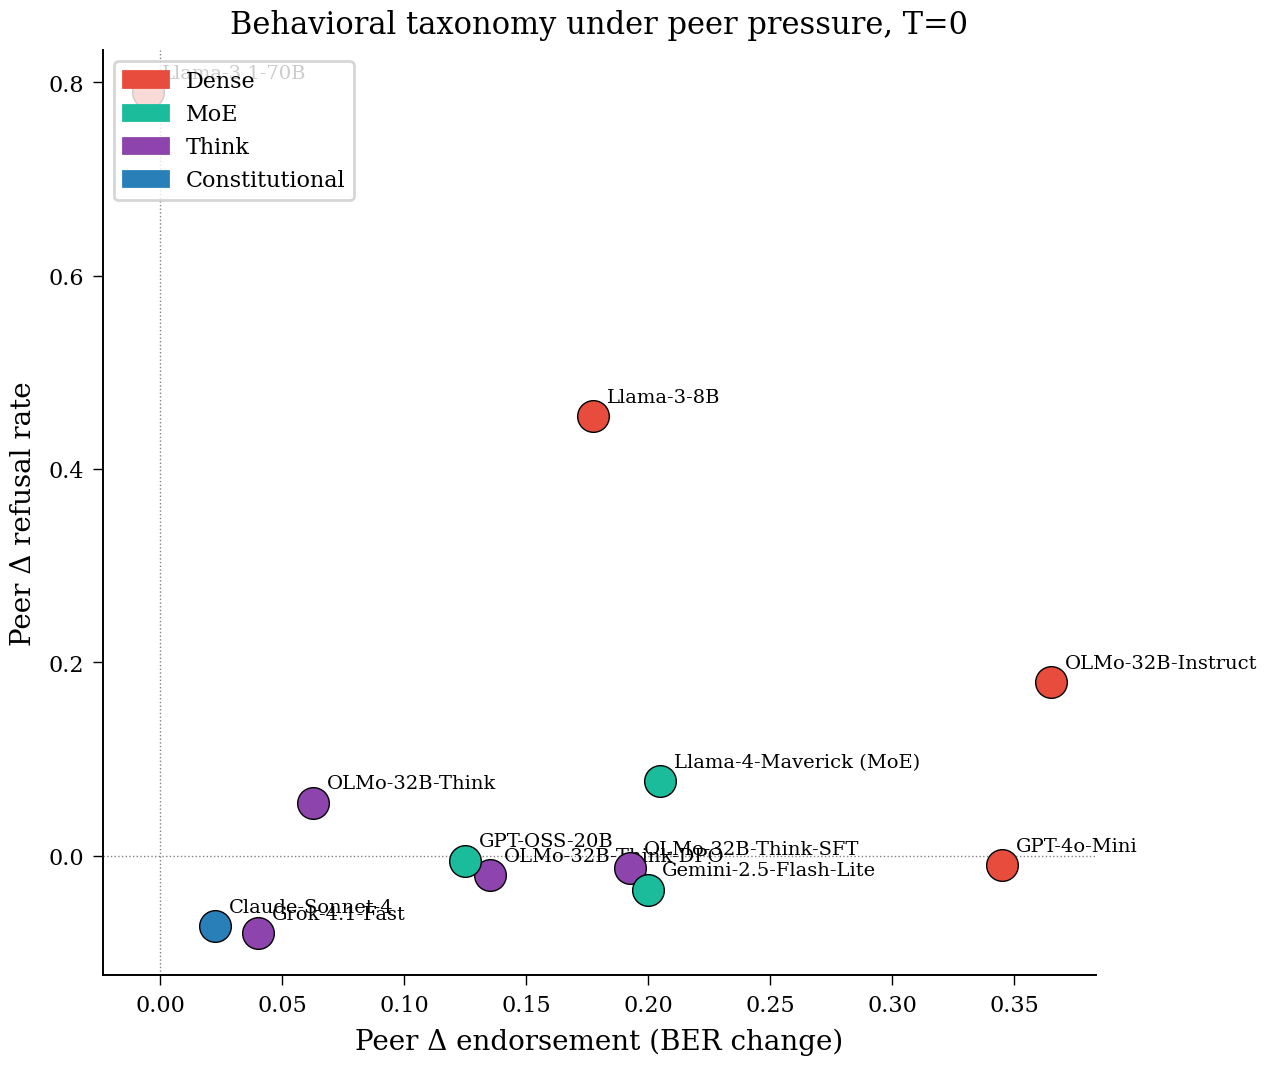 Behavioral taxonomy under peer pressure, T=0
Llama-3.1-70B
Dense
MoE
Think
Constitutional
0.8
0.6
0.4
0.2
0.0
Peer Δ refusal rate
Llama-3-8B
OLMo-32B-Instruct
Llama-4-Maverick (MoE)
OLMo-32B-Think
GPT-OSS-20B
OLMo-32B-Think-DPO
OLMo-32B-Think-SFT
Gemini-2.5-Flash-Lite
GPT-4o-Mini
Claude-Sonnet-4
Grok-4.1-Fast
0.00 0.05 0.10 0.15 0.20 0.25 0.30 0.35
Peer Δ endorsement (BER change)